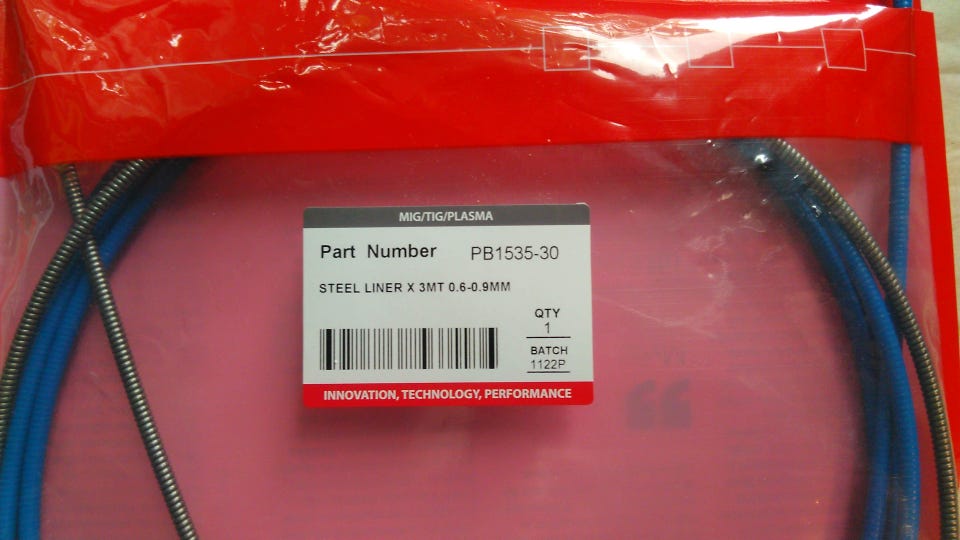 MIG/TIG/PLASMA
Part Number PB1535-30
STEEL LINER X 3MT 0.6-0.9MM
QTY
1
BATCH
1122P
INNOVATION, TECHNOLOGY, PERFORMANCE